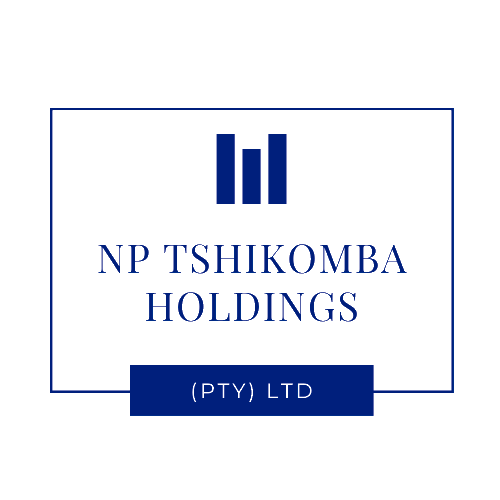 NP TSHIKOMBA
HOLDINGS
(PTY) LTD